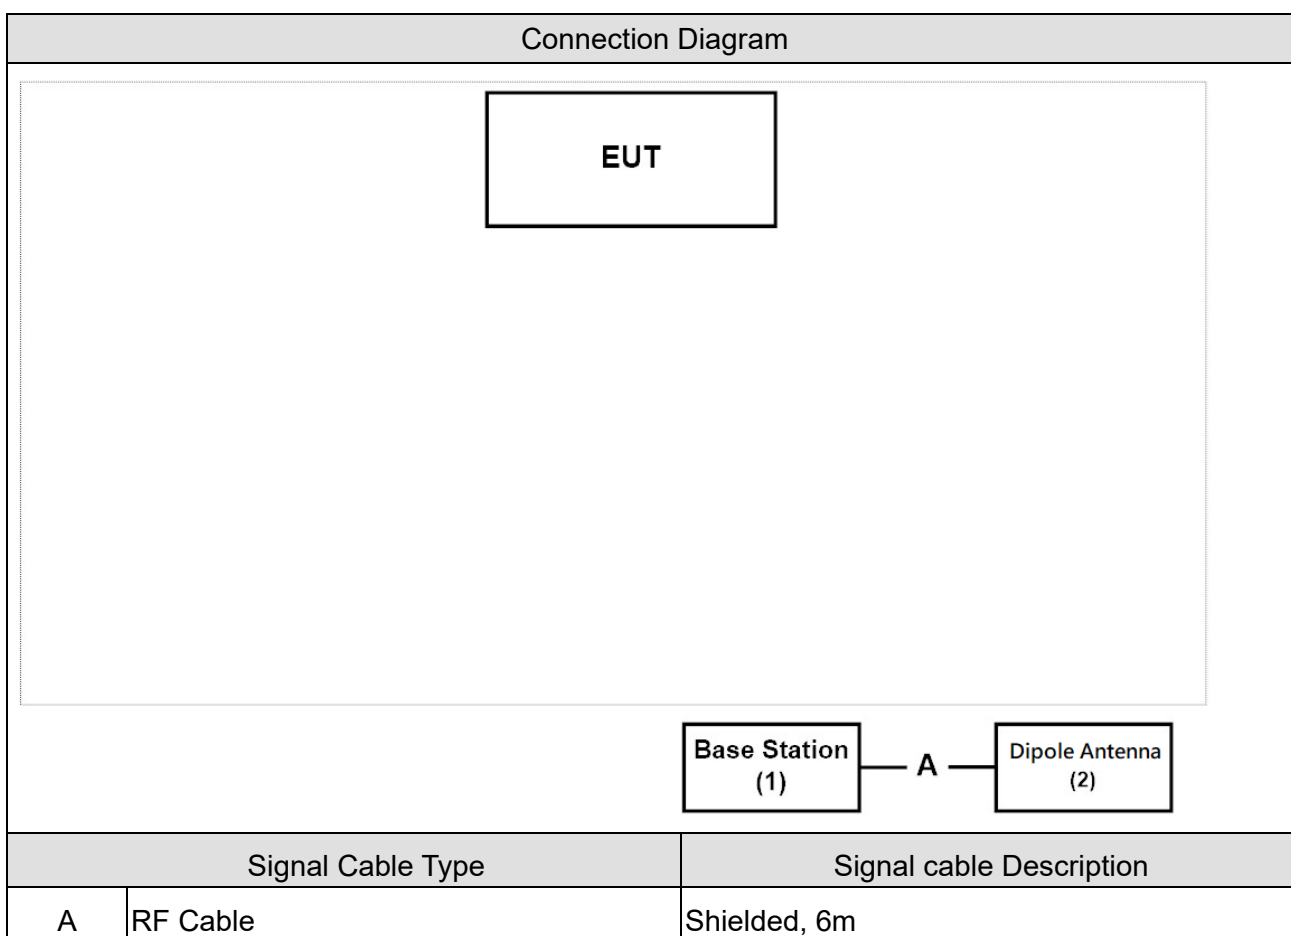 Connection Diagram
EUT
Base Station
(1)
A
Dipole Antenna
(2)
Signal Cable Type
Signal cable Description
A
RF Cable
Shielded, 6m